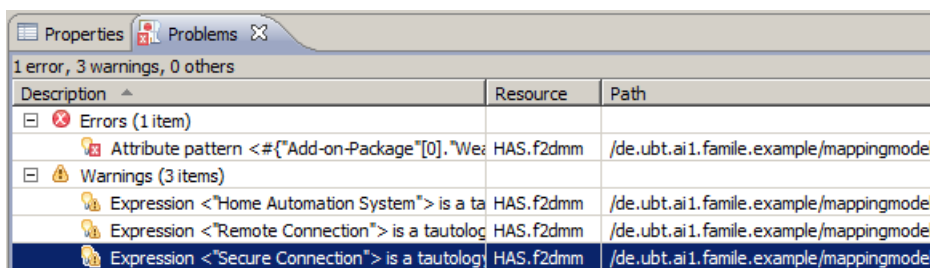 Properties Problems
1 error, 3 warnings, 0 others
Description Resource Path
Errors (1 item)
Attribute pattern <#{"Add-on-Package"[0]."Wea HAS.f2dmm /de.ubt.ai1.famile.example/mappingmode
Warnings (3 items)
Expression <"Home Automation System"> is a ta HAS.f2dmm /de.ubt.ai1.famile.example/mappingmode
Expression <"Remote Connection"> is a tautolog HAS.f2dmm /de.ubt.ai1.famile.example/mappingmode
Expression <"Secure Connection"> is a tautology HAS.f2dmm /de.ubt.ai1.famile.example/mappingmode